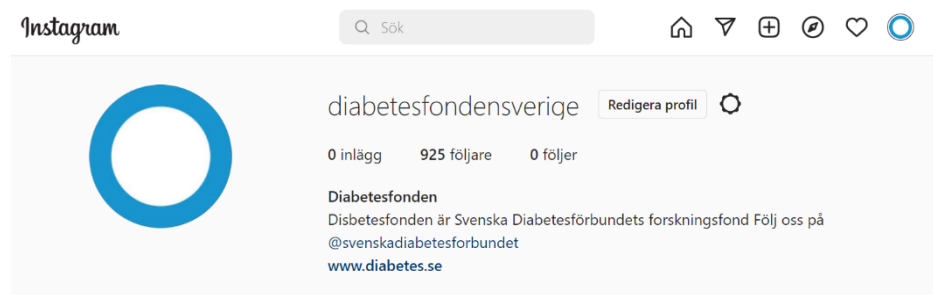 Instagram
Sök
diabetesfondensverige Redigera profil
0 inlägg 925 följare 0 följer
Diabetesfonden
Disbetesfonden är Svenska Diabetesförbundets forskningsfond Följ oss på
@svenskadiabetesforbundet
www.diabetes.se